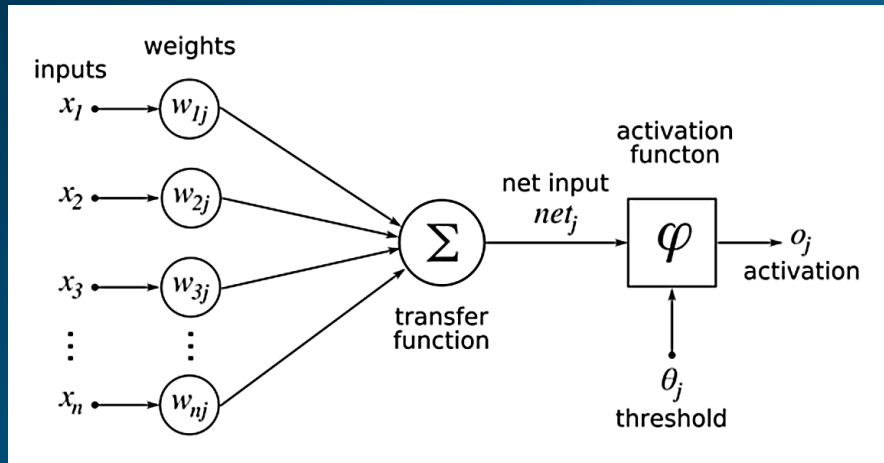 weights
inputs
x1
w1j
x2
w2j
x3
w3j
⋮ ⋮
xn
wnj
Σ
transfer
function
net input
netj
activation
functon
φ
oj
activation
θj
threshold